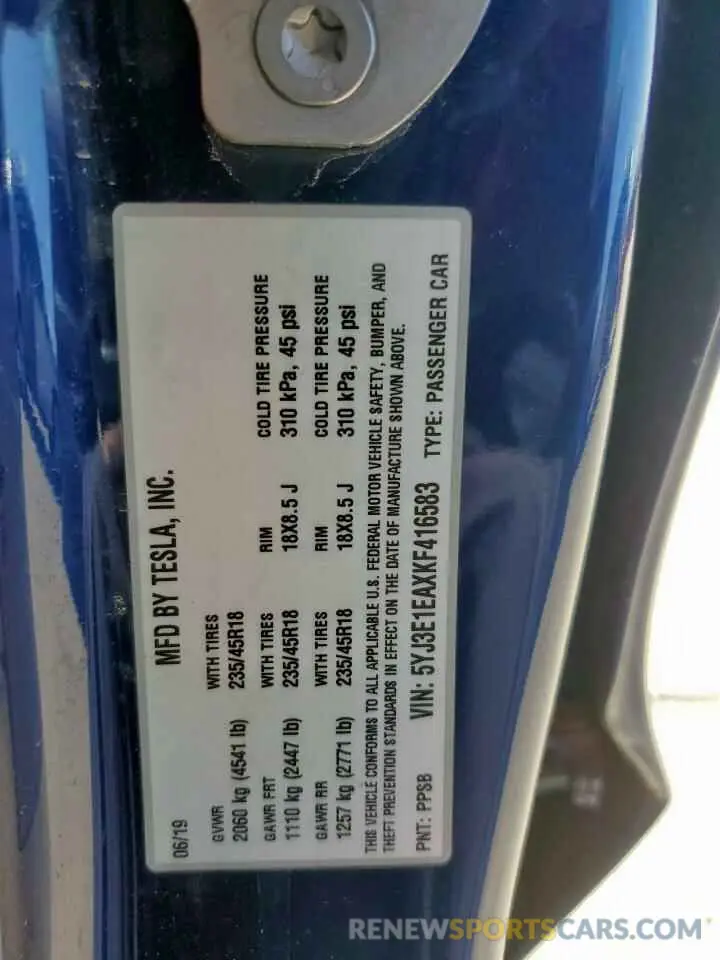 MFD BY TESLA, INC.
06/19
GVWR WITH TIRES
2060 kg (4541 lb) 235/45R18
GAWR FRT WITH TIRES RIM COLD TIRE PRESSURE
1110 kg (2447 lb) 235/45R18 18X8.5 J 310 kPa, 45 psi
GAWR RR WITH TIRES RIM COLD TIRE PRESSURE
1257 kg (2771 lb) 235/45R18 18X8.5 J 310 kPa, 45 psi
THIS VEHICLE CONFORMS TO ALL APPLICABLE U.S. FEDERAL MOTOR VEHICLE SAFETY, BUMPER, AND
THEFT PREVENTION STANDARDS IN EFFECT ON THE DATE OF MANUFACTURE SHOWN ABOVE.
PNT: PPSB VIN: 5YJ3E1EAXKF416583 TYPE: PASSENGER CAR
RENEWSPORTSCARS.COM